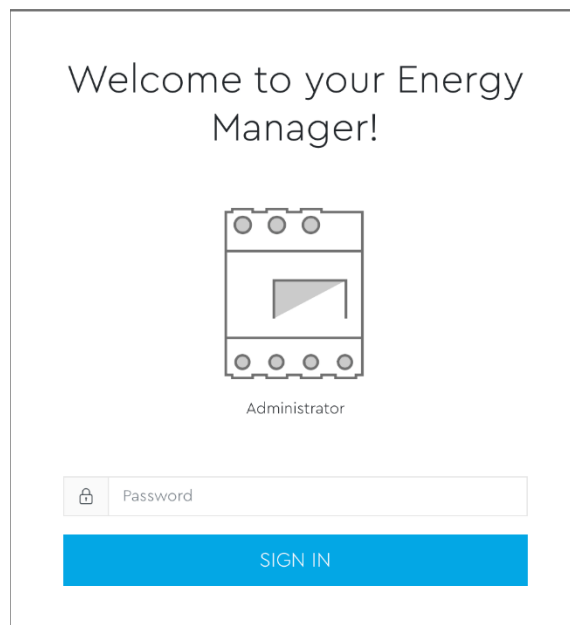 Welcome to your Energy
Manager!
Administrator
Password
SIGN IN